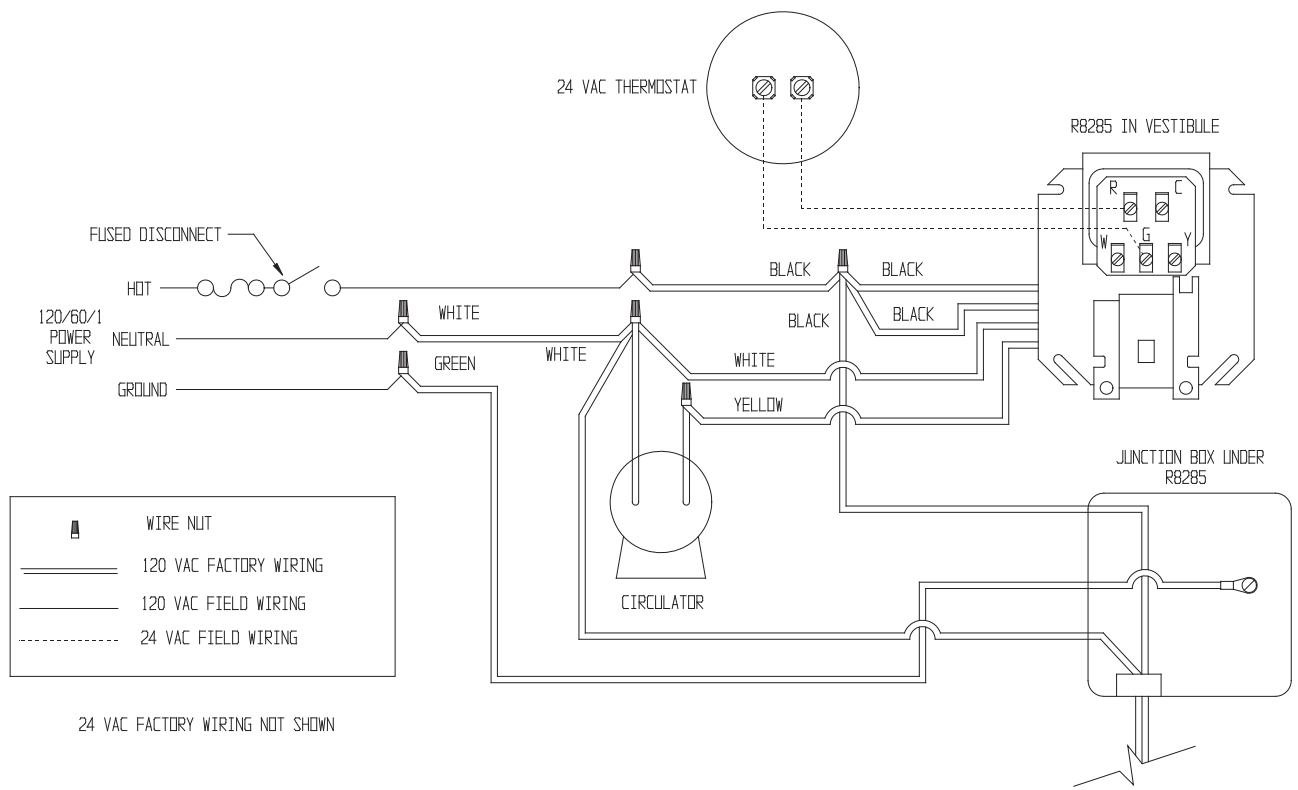 24 VAC THERMOSTAT
R8285 IN VESTIBULE
R
C
W
G
Y
FUSED DISCONNECT
HOT
120/60/1
POWER
SUPPLY
NEUTRAL
GROUND
WHITE
GREEN
WHITE
BLACK
BLACK
BLACK
BLACK
WHITE
YELLOW
CIRCULATOR
JUNCTION BOX UNDER
R8285
WIRE NUT
120 VAC FACTORY WIRING
120 VAC FIELD WIRING
24 VAC FIELD WIRING
24 VAC FACTORY WIRING NOT SHOWN